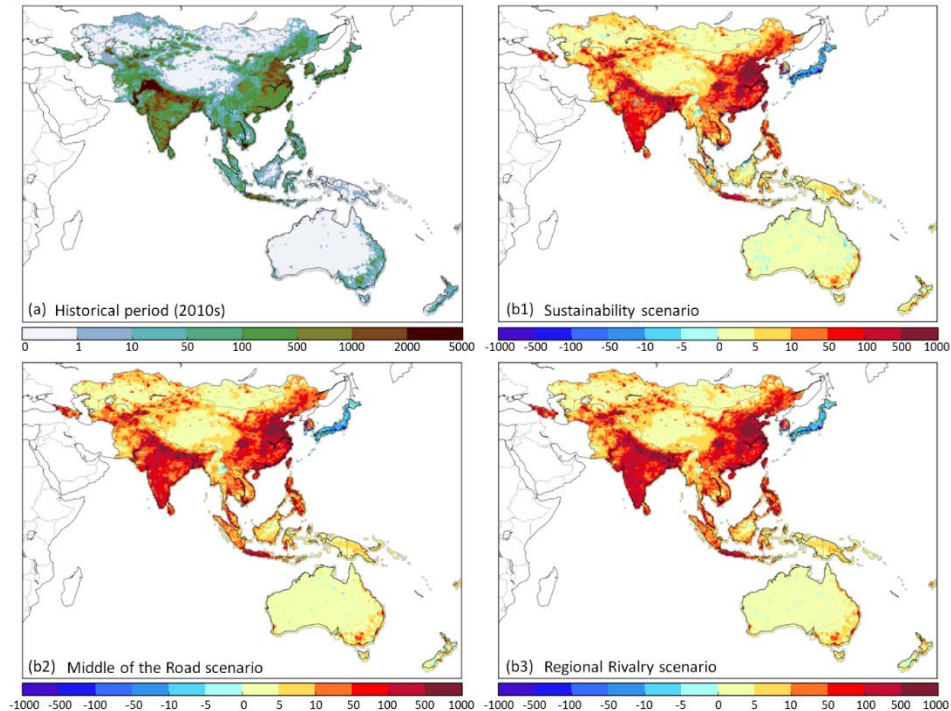 (a) Historical period (2010s)
0 1 10 50 100 500 1000 2000 5000
(b1) Sustainability scenario
-1000 -500 -100 -50 -10 -5 0 5 10 50 100 500 1000
(b2) Middle of the Road scenario
-1000 -500 -100 -50 -10 -5 0 5 10 50 100 500 1000
(b3) Regional Rivalry scenario
-1000 -500 -100 -50 -10 -5 0 5 10 50 100 500 1000